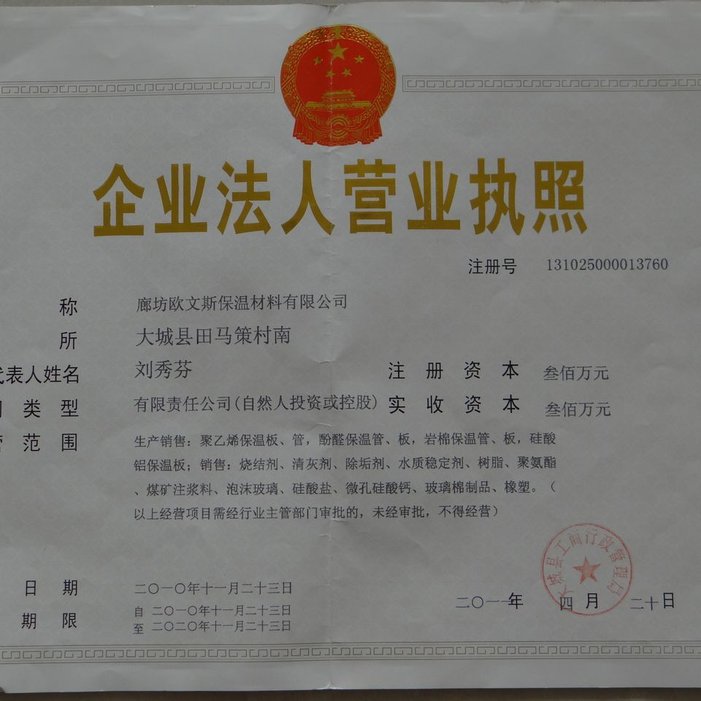 企业法人营业执照
注册号 131025000013760
称 廊坊欧文斯保温材料有限公司
所 大城县田马策村南
代表人姓名 刘秀芬 注册资本 叁佰万元
司类型 有限责任公司(自然人投资或控股) 实收资本 叁佰万元
营范围 生产销售：聚乙烯保温板、管，酚醛保温管、板，岩棉保温管、板，硅酸
铝保温板；销售：烧结剂、清灰剂、除垢剂、水质稳定剂、树脂、聚氨酯
、煤矿注浆料、泡沫玻璃、硅酸盐、微孔硅酸钙、玻璃棉制品、橡塑。（
以上经营项目需经行业主管部门审批的，未经审批，不得经营）
大城县工商行政管理局
日期 二〇一〇年十一月二十三日
期限 自 二〇一〇年十一月二十三日
至 二〇二〇年十一月二十三日
二〇一一年 四月 二十日